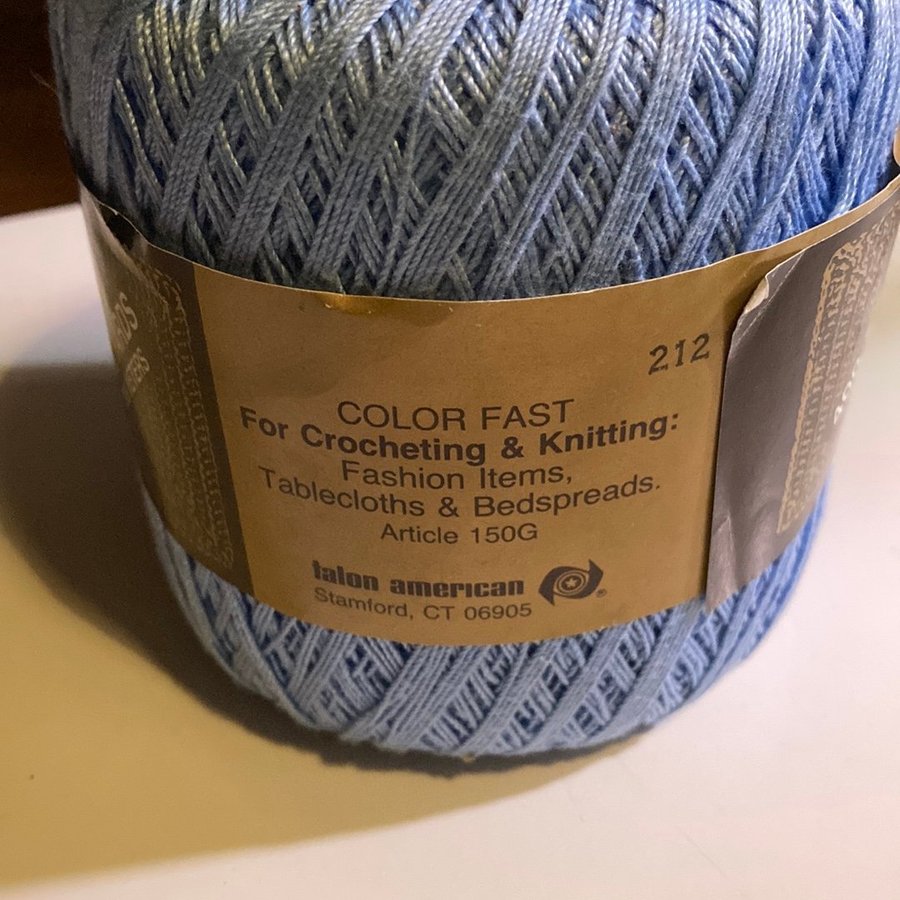 212
COLOR FAST
For Crocheting & Knitting:
Fashion Items,
Tablecloths & Bedspreads.
Article 150G
talon american ®
Stamford, CT 06905